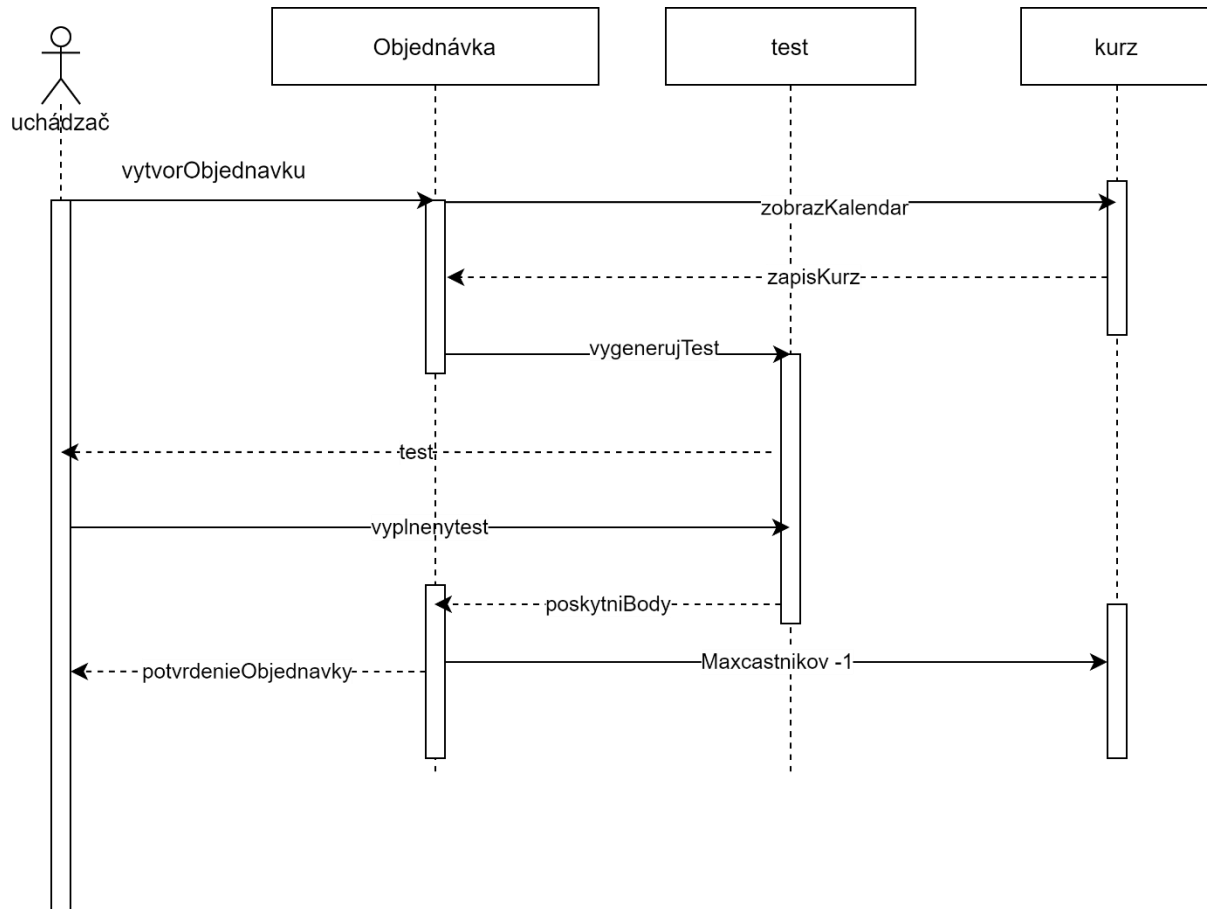 Objednávka
test
kurz
uchádzač
vytvorObjednavku
zobrazKalendar
zapisKurz
vygenerujTest
test
vyplnenytest
poskytniBody
Maxcastnikov -1
potvrdenieObjednavky